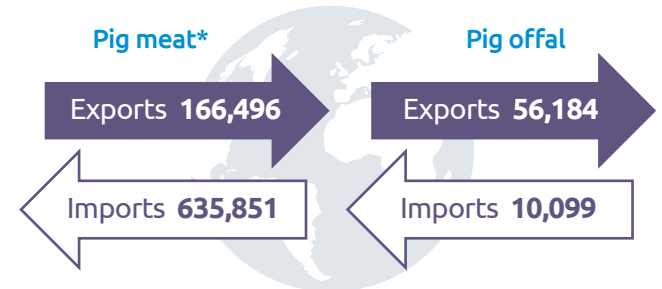 Pig meat*
Exports 166,496
Imports 635,851
Pig offal
Exports 56,184
Imports 10,099